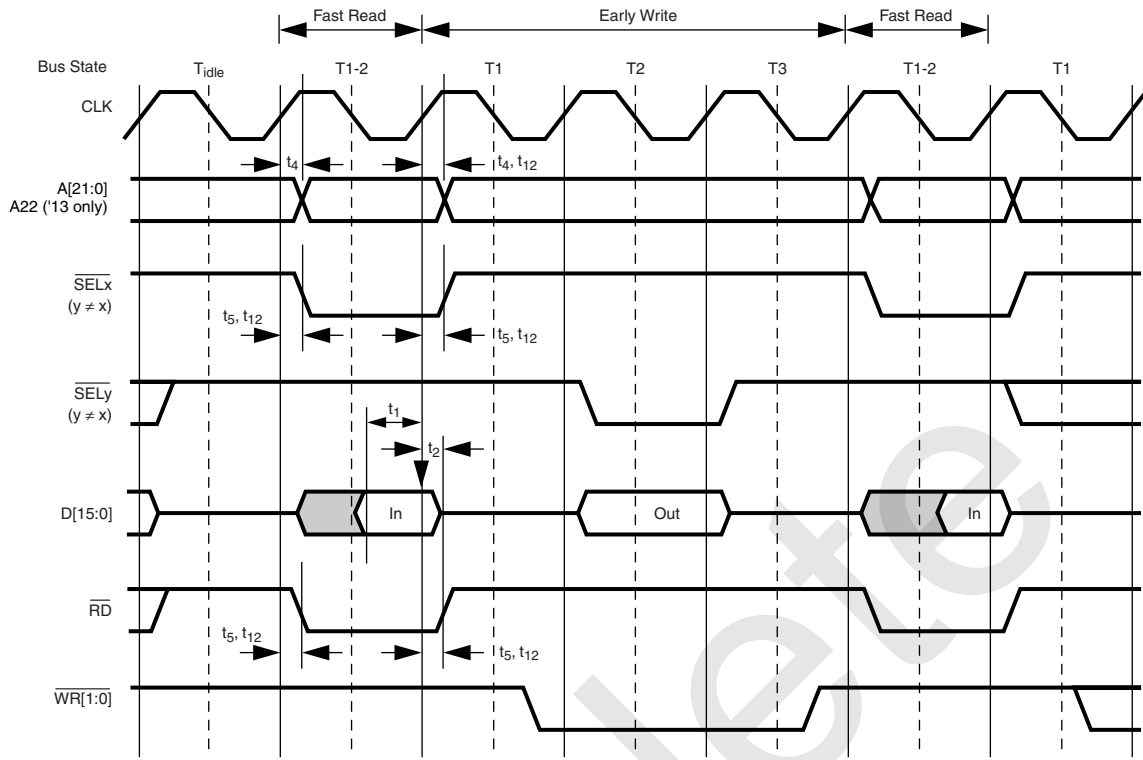 Fast Read Early Write Fast Read
Bus State T_idle T1-2 T1 T2 T3 T1-2 T1
CLK
t4 t4, t12
A[21:0]
A22 ('13 only)
SELx
(y ≠ x)
t5, t12 t5, t12
SELy
(y ≠ x)
t1
t2
D[15:0] In Out In
RD
t5, t12 t5, t12
WR[1:0]
lete